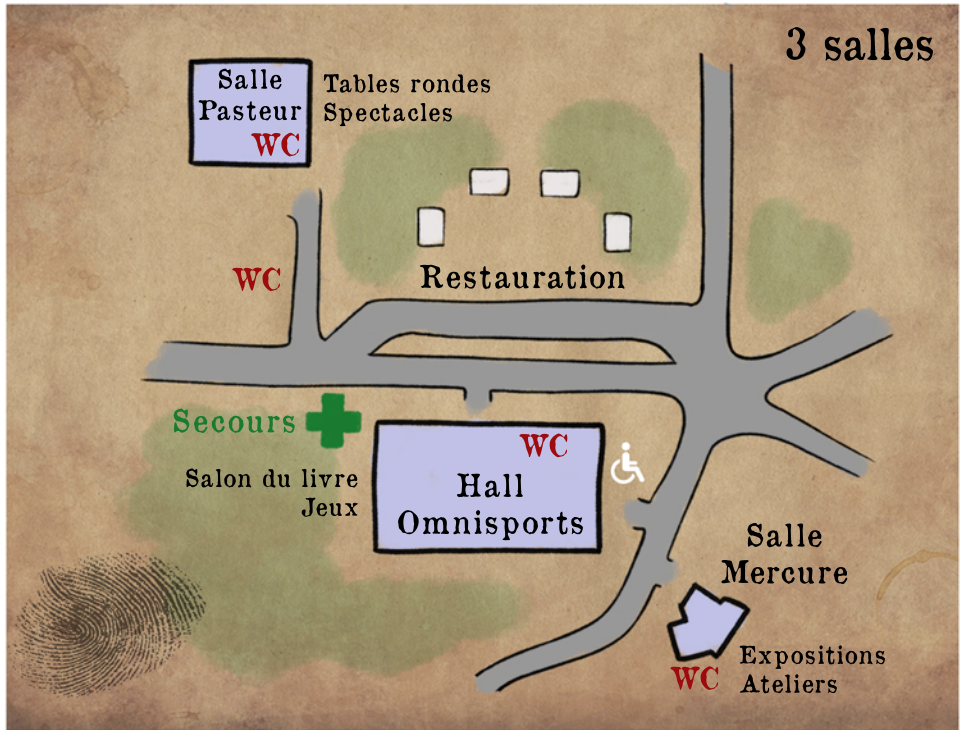 3 salles
Salle
Pasteur
WC
Tables rondes
Spectacles
WC
Restauration
Secours
Salon du livre
Jeux
WC
Hall
Omnisports
Salle
Mercure
WC
Expositions
Ateliers